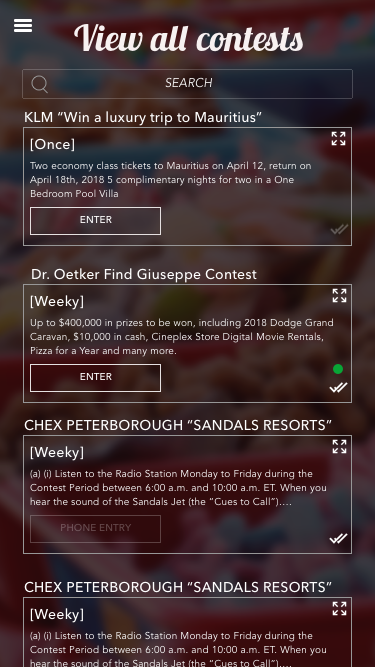 View all contests
SEARCH
KLM “Win a luxury trip to Mauritius”
[Once]
Two economy class tickets to Mauritius on April 12, return on
April 18th, 2018 5 complimentary nights for two in a One
Bedroom Pool Villa
ENTER
Dr. Oetker Find Giuseppe Contest
[Weeky]
Up to $400,000 in prizes to be won, including 2018 Dodge Grand
Caravan, $10,000 in cash, Cineplex Store Digital Movie Rentals,
Pizza for a Year and many more.
ENTER
CHEX PETERBOROUGH “SANDALS RESORTS”
[Weeky]
(a) (i) Listen to the Radio Station Monday to Friday during the
Contest Period between 6:00 a.m. and 10:00 a.m. ET. When you
hear the sound of the Sandals Jet (the “Cues to Call”)....
PHONE ENTRY
CHEX PETERBOROUGH “SANDALS RESORTS”
[Weeky]
(a) (i) Listen to the Radio Station Monday to Friday during the
Contest Period between 6:00 a.m. and 10:00 a.m. ET. When you
hear the sound of the Sandals Jet (the “Cues to Call”)....